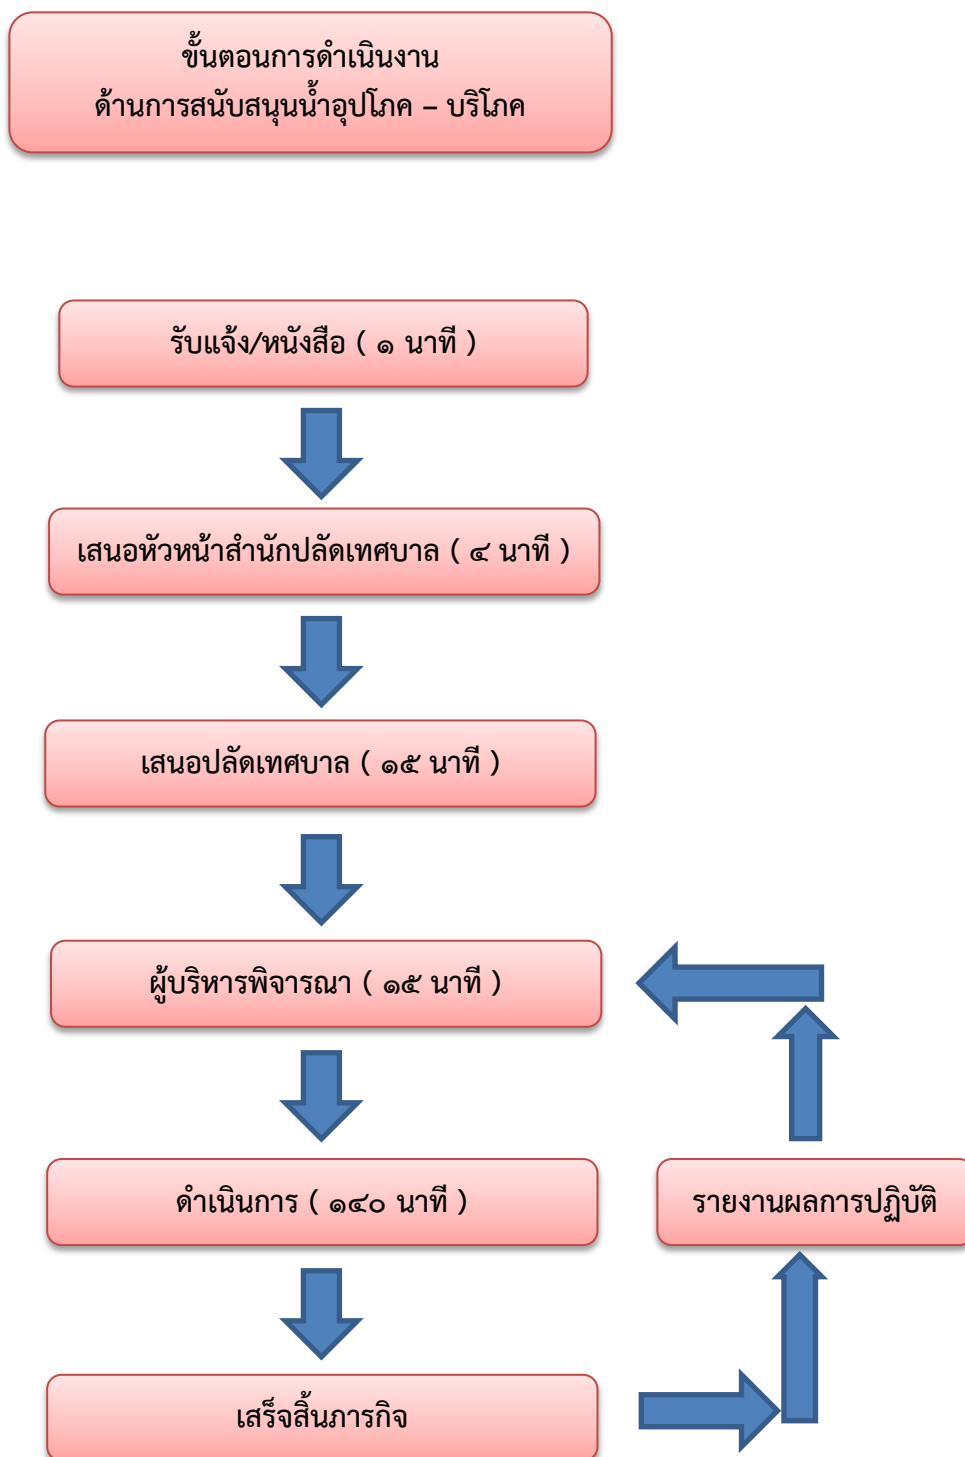 ขั้นตอนการดำเนินงาน
ด้านการสนับสนุนน้ำอุปโภค – บริโภค
รับแจ้ง/หนังสือ ( ๑ นาที )
เสนอหัวหน้าสำนักปลัดเทศบาล ( ๔ นาที )
เสนอปลัดเทศบาล ( ๑๕ นาที )
ผู้บริหารพิจารณา ( ๑๕ นาที )
ดำเนินการ ( ๑๔๐ นาที )
รายงานผลการปฏิบัติ
เสร็จสิ้นภารกิจ